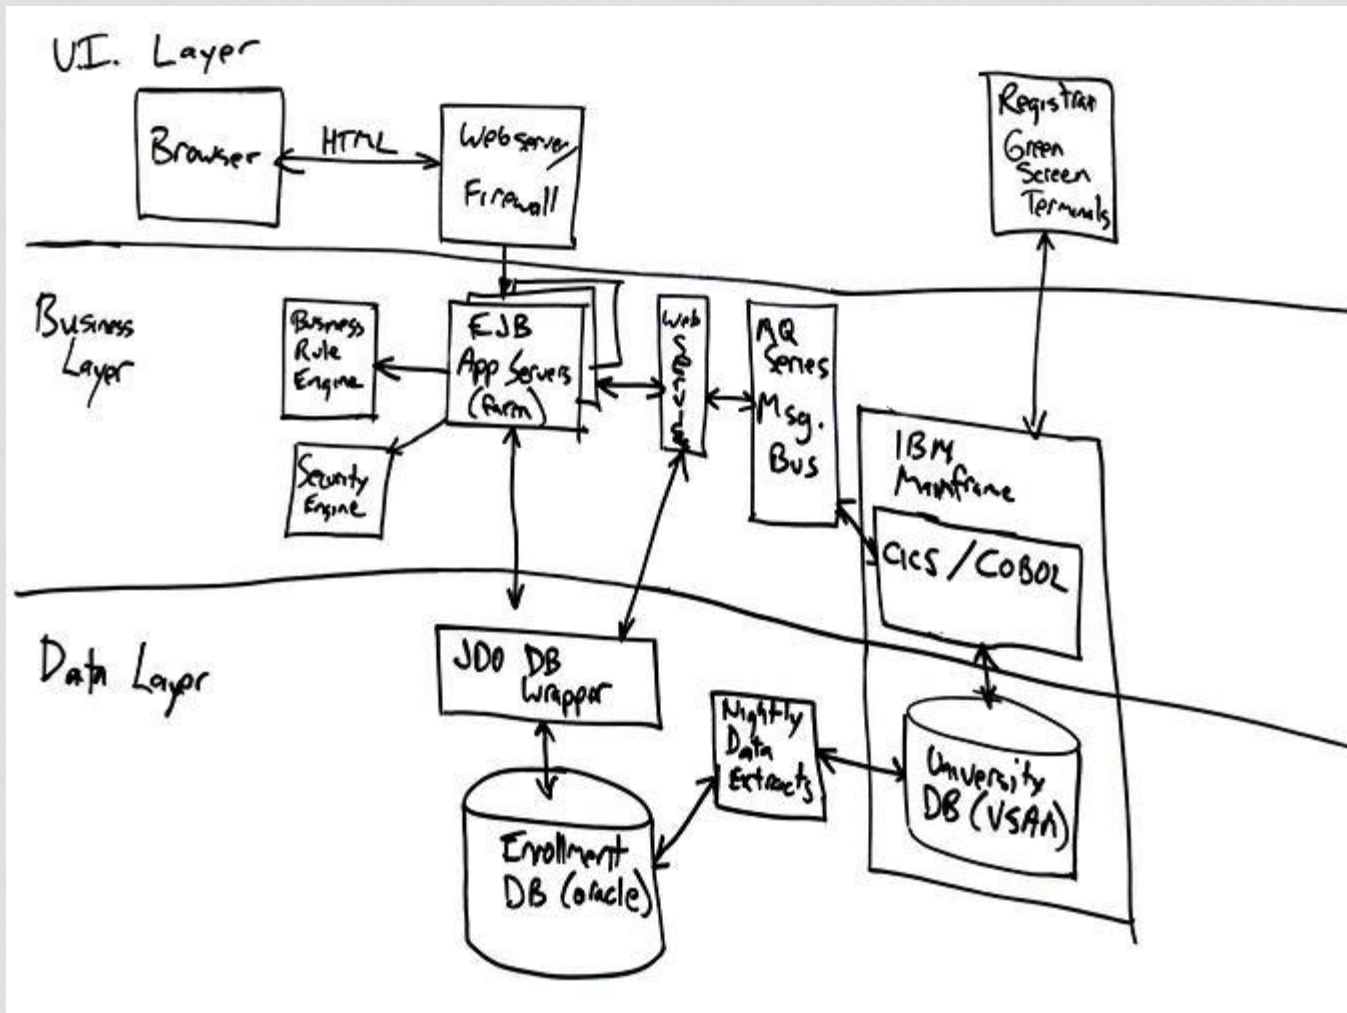 U.I. Layer
Browser
HTML
Webserver/
Firewall
Registrar
Green
Screen
Terminals
Business
Layer
Business
Rule
Engine
EJB
App Servers
(farm)
Web
Services
MQ
Series
Msg.
Bus
Security
Engine
IBM
Mainframe
CICS / COBOL
Data Layer
JDO DB
Wrapper
Nightly
Data
Extracts
University
DB (VSAM)
Enrollment
DB (oracle)